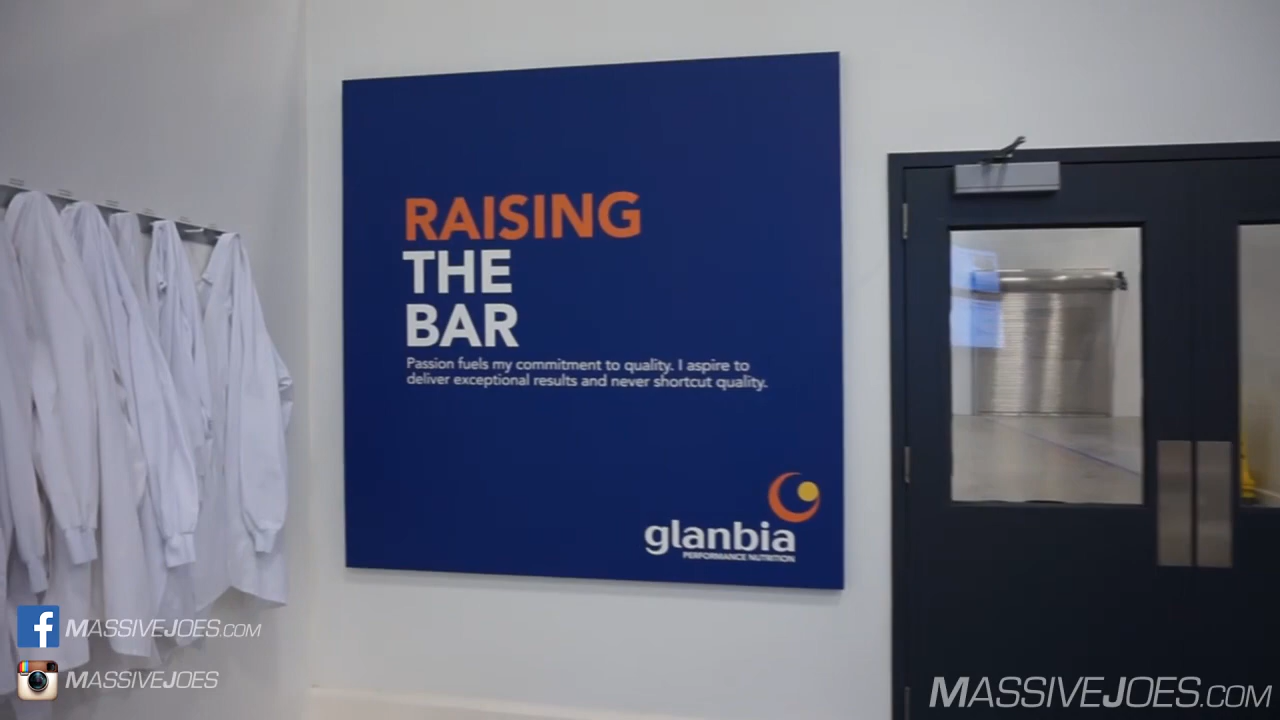 RAISING
THE
BAR
Passion fuels my commitment to quality. I aspire to
deliver exceptional results and never shortcut quality.
glanbia
PERFORMANCE NUTRITION
MASSIVEJOES.COM
MASSIVEJOES
MASSIVEJOES.COM